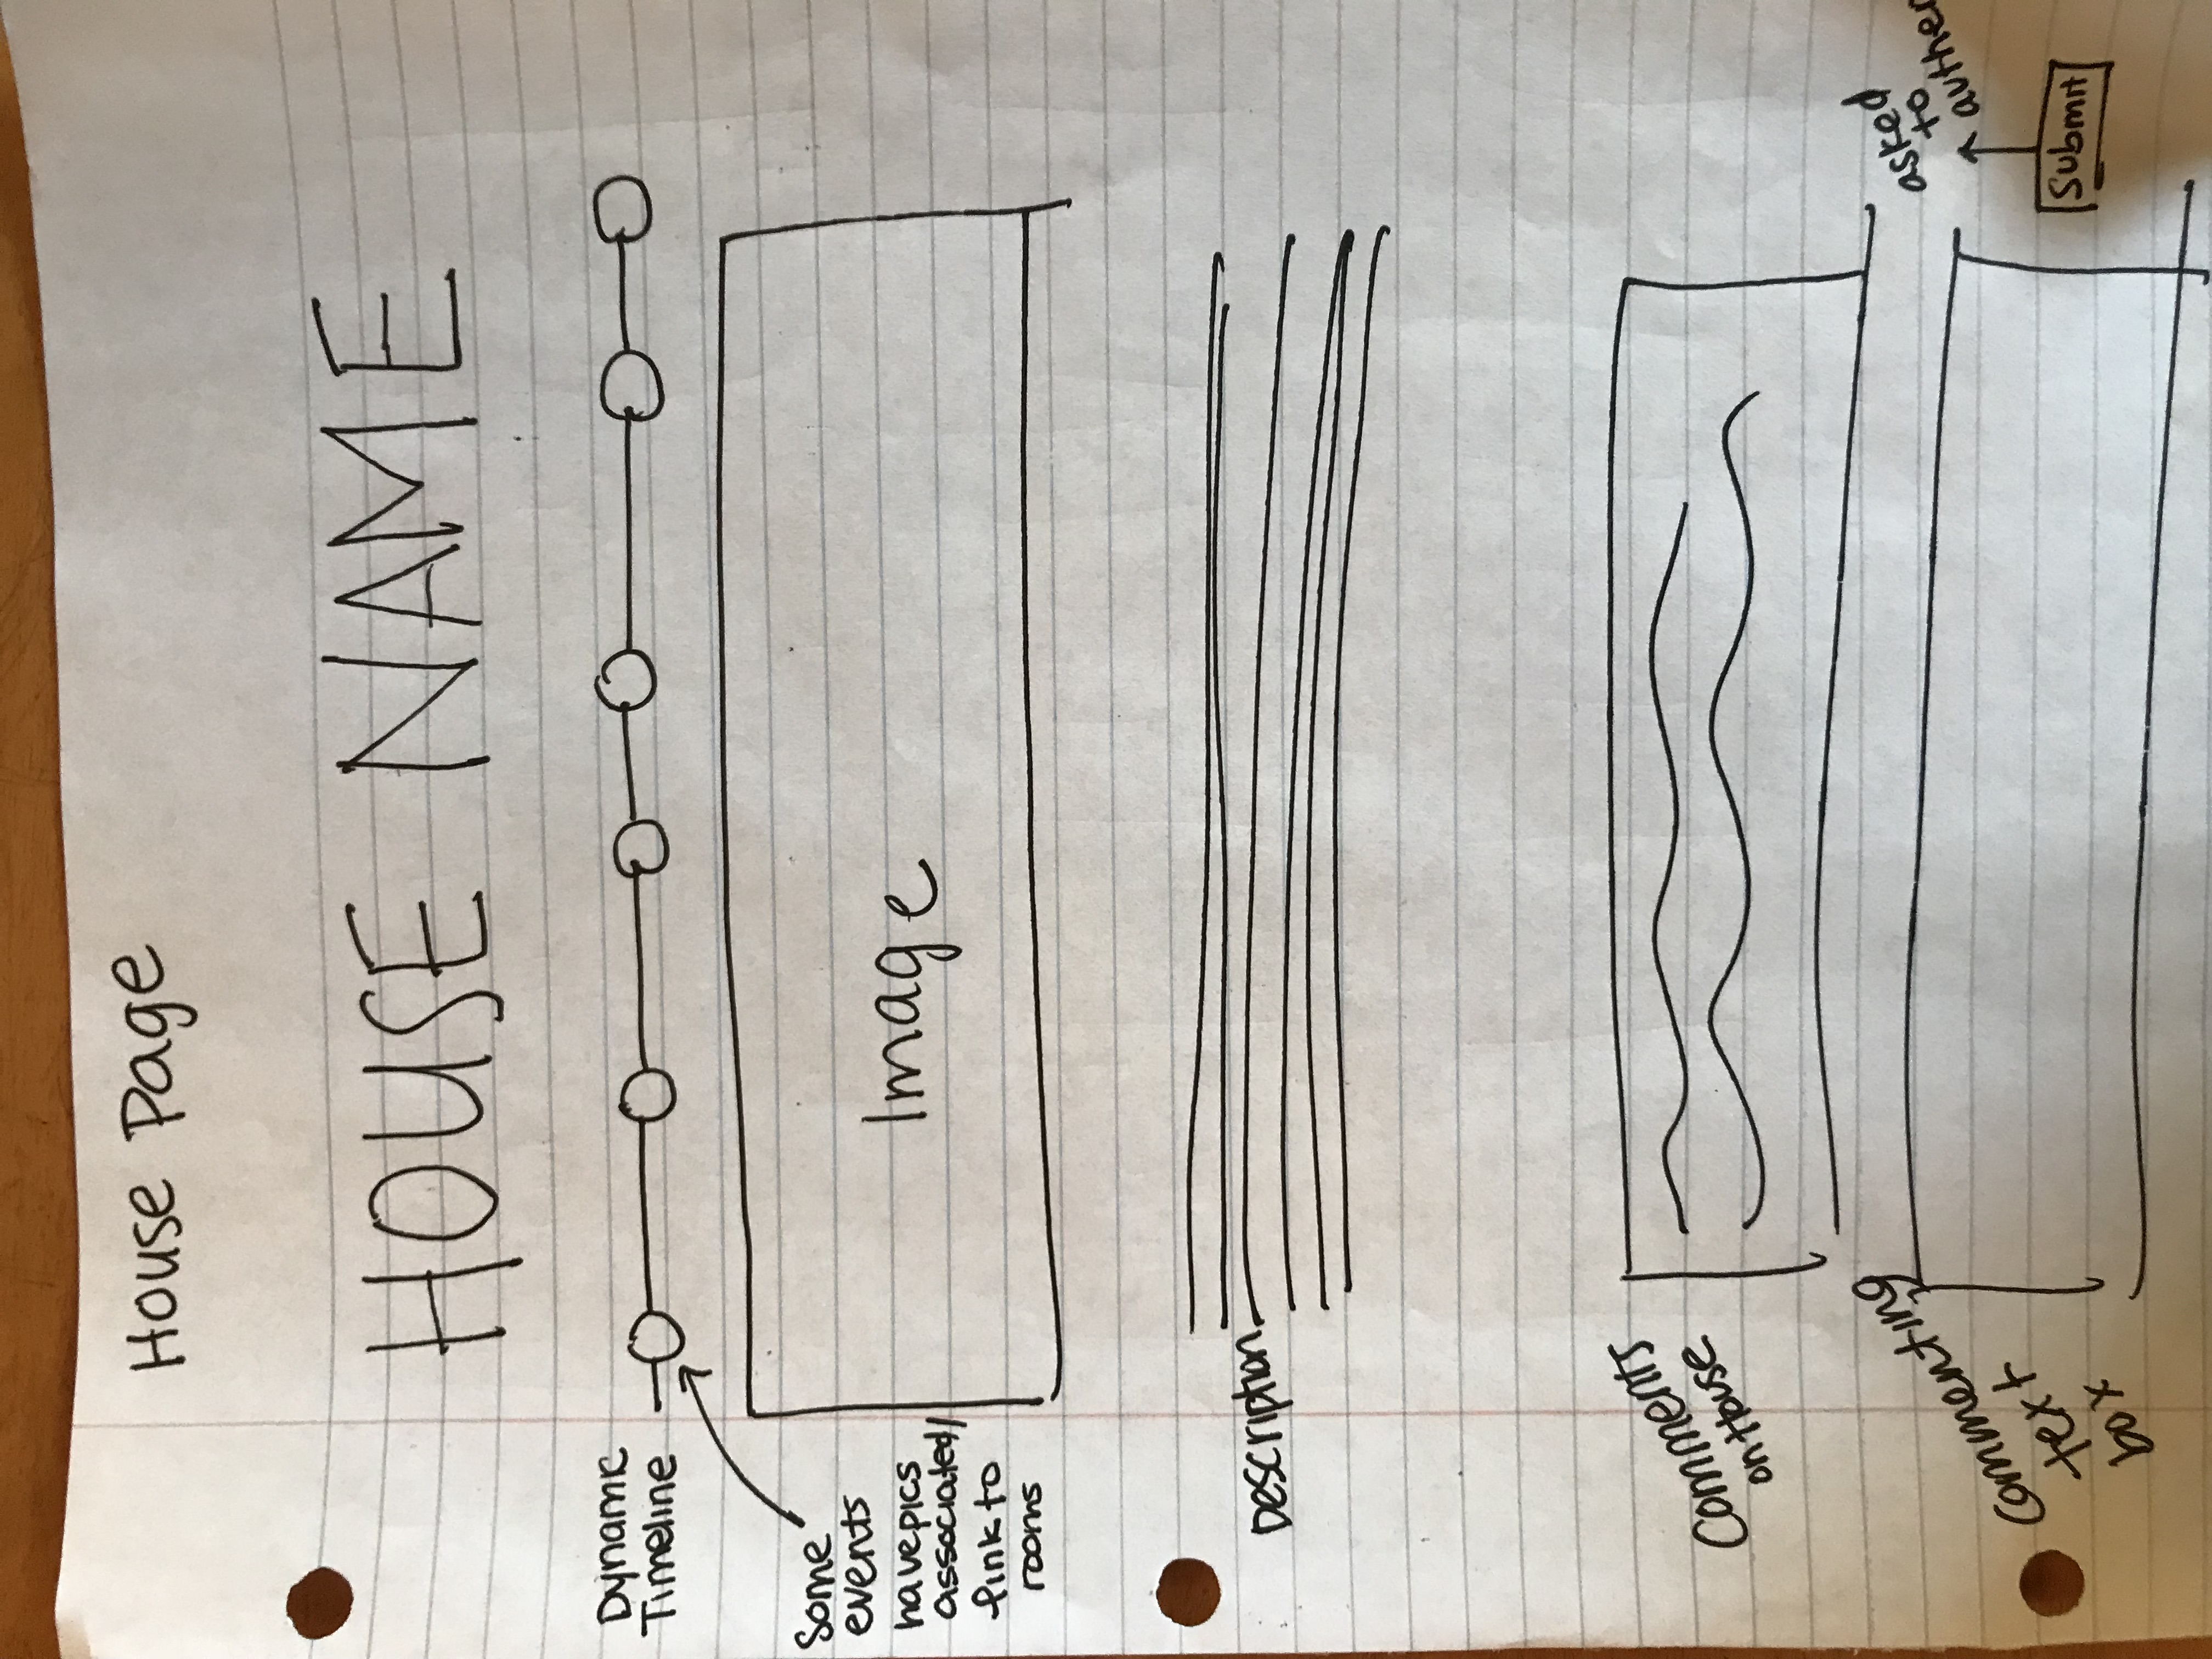 House Page
HOUSE NAME
Dynamic
Timeline
Some
events
have pics
associated/
link to
rooms
Image
Description
Comments
on House
Commenting
text
box
asked
to
Submit